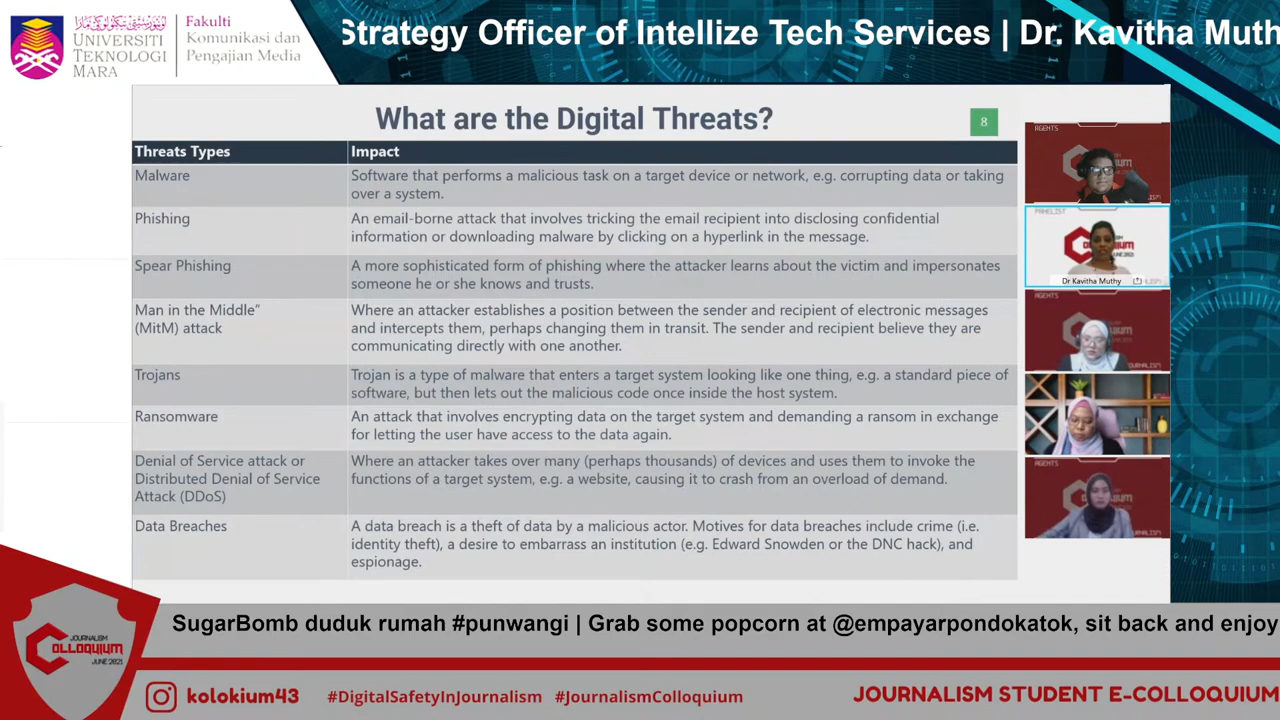 UNIVERSITI
TEKNOLOGI
MARA
Fakulti
Komunikasi dan
Pengajian Media
Strategy Officer of Intellize Tech Services | Dr. Kavitha Muth
What are the Digital Threats?
8
Threats Types
Impact
Malware
Software that performs a malicious task on a target device or network, e.g. corrupting data or taking
over a system.
Phishing
An email-borne attack that involves tricking the email recipient into disclosing confidential
information or downloading malware by clicking on a hyperlink in the message.
Spear Phishing
A more sophisticated form of phishing where the attacker learns about the victim and impersonates
someone he or she knows and trusts.
Man in the Middle”
(MitM) attack
Where an attacker establishes a position between the sender and recipient of electronic messages
and intercepts them, perhaps changing them in transit. The sender and recipient believe they are
communicating directly with one another.
Trojans
Trojan is a type of malware that enters a target system looking like one thing, e.g. a standard piece of
software, but then lets out the malicious code once inside the host system.
Ransomware
An attack that involves encrypting data on the target system and demanding a ransom in exchange
for letting the user have access to the data again.
Denial of Service attack or
Distributed Denial of Service
Attack (DDoS)
Where an attacker takes over many (perhaps thousands) of devices and uses them to invoke the
functions of a target system, e.g. a website, causing it to crash from an overload of demand.
Data Breaches
A data breach is a theft of data by a malicious actor. Motives for data breaches include crime (i.e.
identity theft), a desire to embarrass an institution (e.g. Edward Snowden or the DNC hack), and
espionage.
AGENTS
PANELIST
Dr Kavitha Muthy
AGENTS
AGENTS
SugarBomb duduk rumah #punwangi | Grab some popcorn at @empayarpondokatok, sit back and enjoy
JOURNALISM
COLLOQUIUM
JUNE 2021
kolokium43
#DigitalSafetyInJournalism #JournalismColloquium
JOURNALISM STUDENT E-COLLOQUIUM